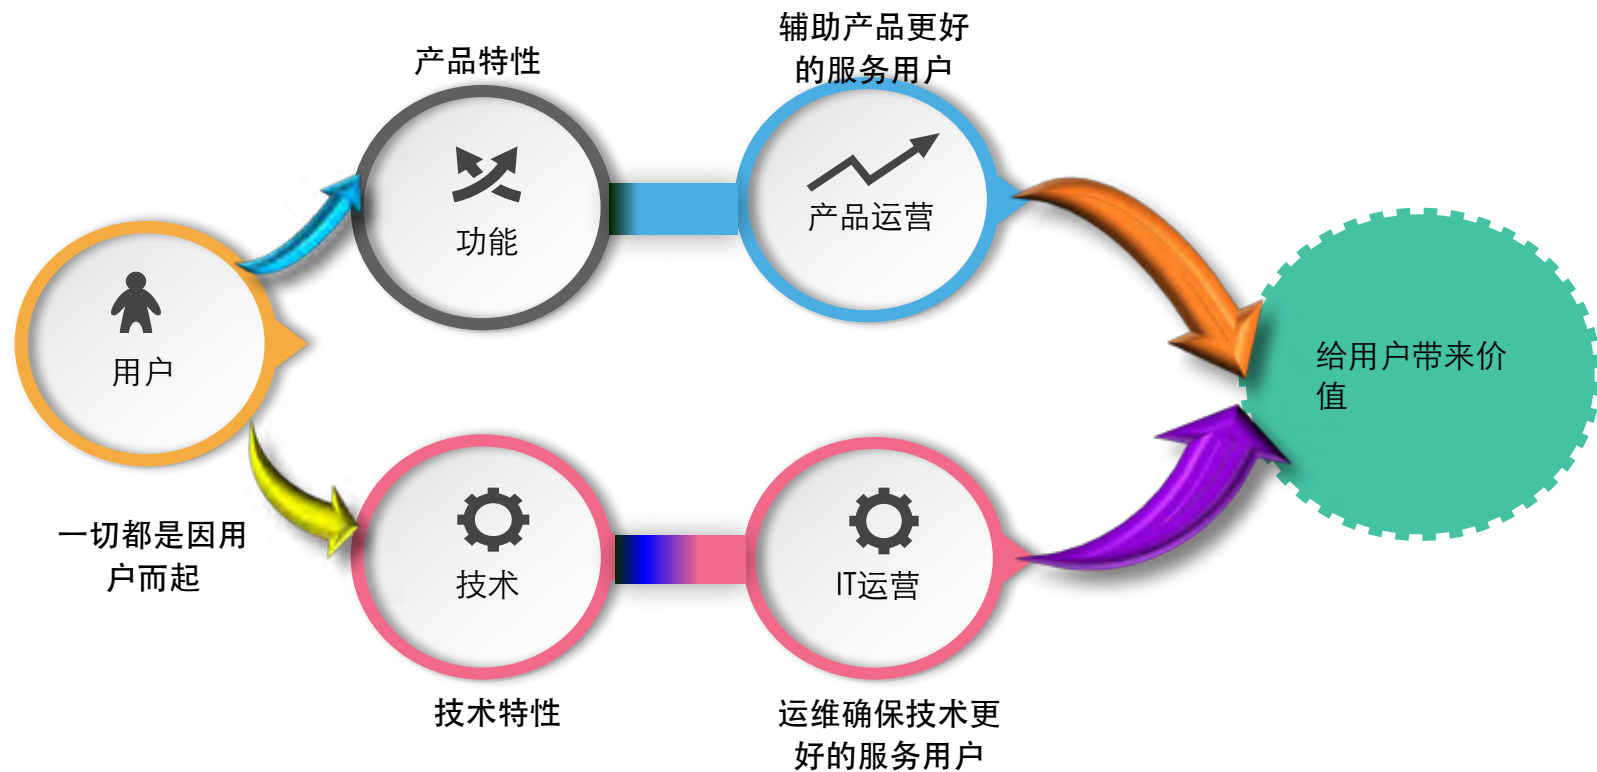 辅助产品更好
的服务用户
产品特性
功能
产品运营
用户
给用户带来价
值
一切都是因用
户而起
技术
IT运营
技术特性
运维确保技术更
好的服务用户